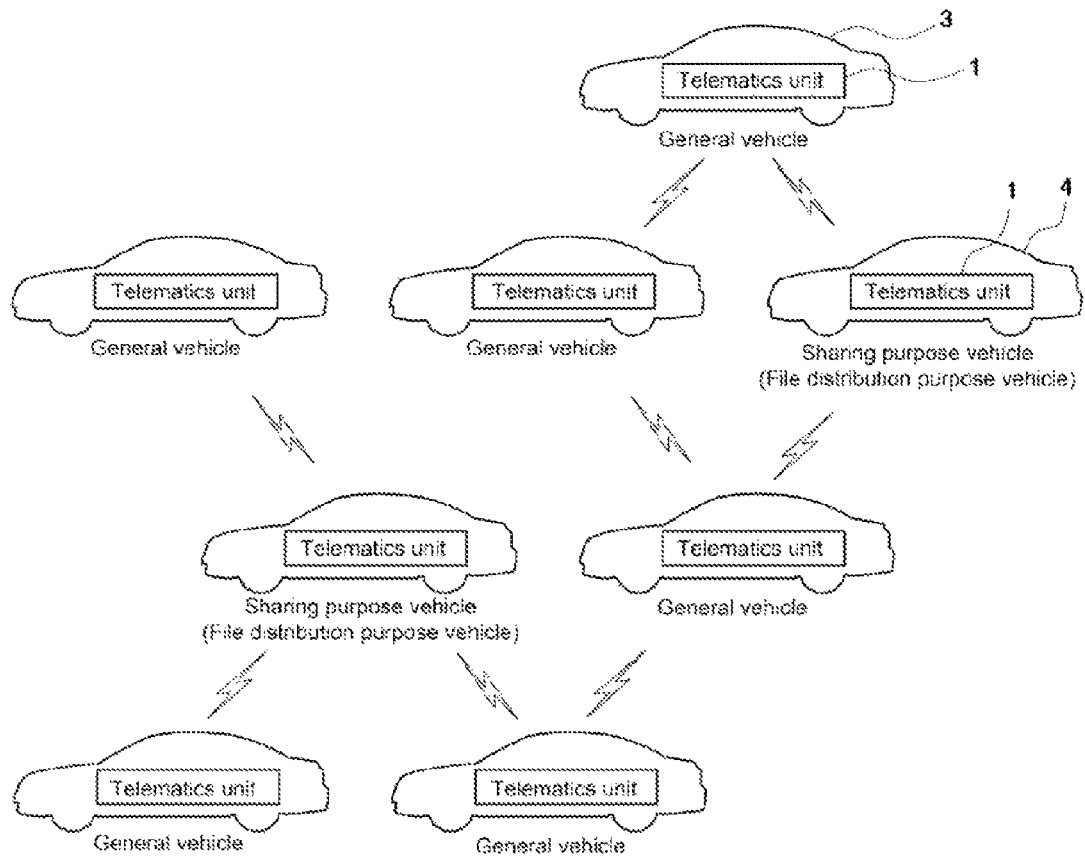 3
Telematics unit
1
General vehicle
1
4
Telematics unit
Telematics unit
Telematics unit
General vehicle
General vehicle
Sharing purpose vehicle
(File distribution purpose vehicle)
Telematics unit
Telematics unit
Sharing purpose vehicle
(File distribution purpose vehicle)
General vehicle
Telematics unit
Telematics unit
General vehicle
General vehicle